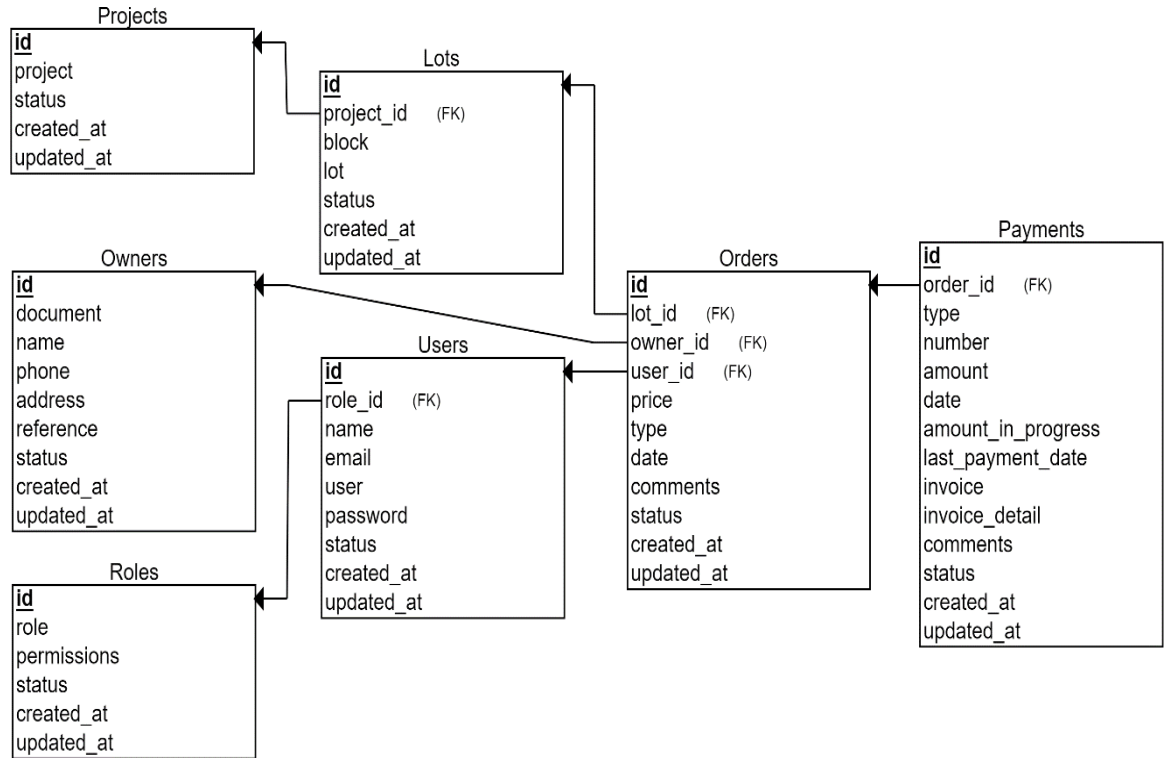 Projects
id
project
status
created_at
updated_at
Lots
id
project_id (FK)
block
lot
status
created_at
updated_at
Owners
id
document
name
phone
address
reference
status
created_at
updated_at
Users
id
role_id (FK)
name
email
user
password
status
created_at
updated_at
Roles
id
role
permissions
status
created_at
updated_at
Orders
id
lot_id (FK)
owner_id (FK)
user_id (FK)
price
type
date
comments
status
created_at
updated_at
Payments
id
order_id (FK)
type
number
amount
date
amount_in_progress
last_payment_date
invoice
invoice_detail
comments
status
created_at
updated_at